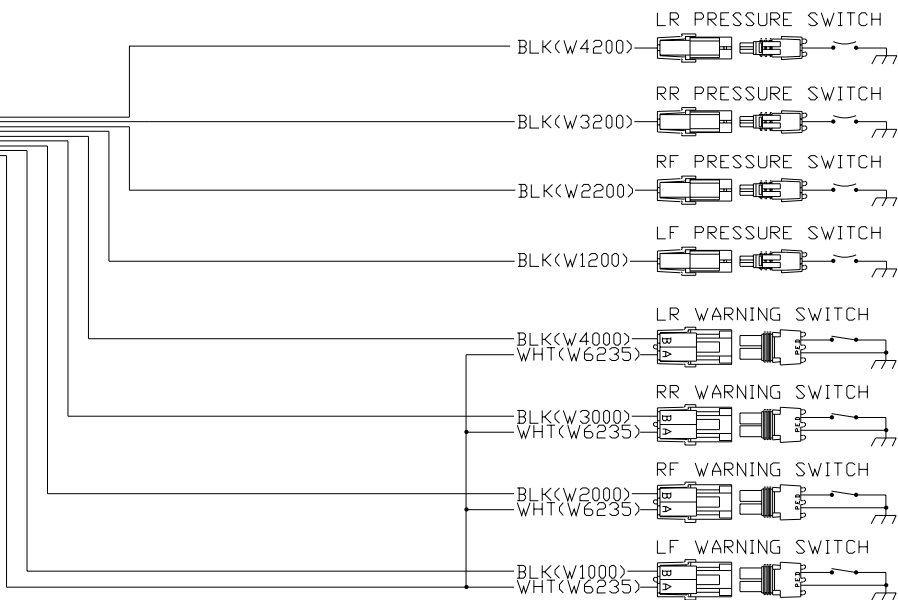 LR PRESSURE SWITCH
BLK(W4200)
RR PRESSURE SWITCH
BLK(W3200)
RF PRESSURE SWITCH
BLK(W2200)
LF PRESSURE SWITCH
BLK(W1200)
LR WARNING SWITCH
BLK(W4000)
WHT(W6235)
B
A
RR WARNING SWITCH
BLK(W3000)
WHT(W6235)
B
A
RF WARNING SWITCH
BLK(W2000)
WHT(W6235)
B
A
LF WARNING SWITCH
BLK(W1000)
WHT(W6235)
B
A